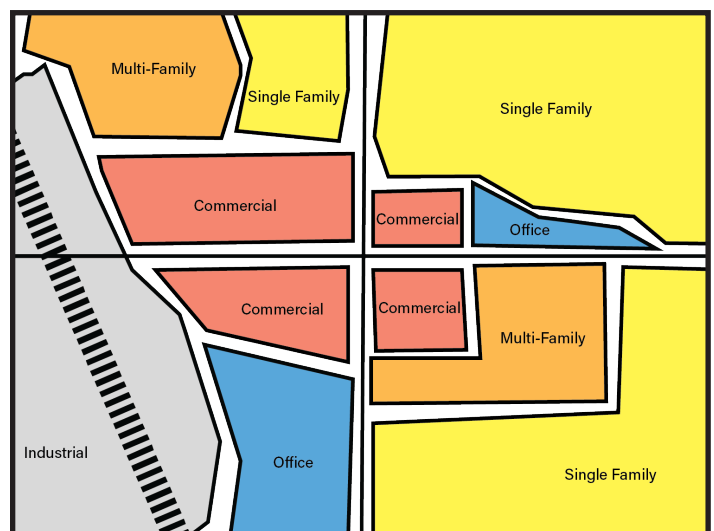 Multi-Family
Single Family
Single Family
Commercial
Commercial
Office
Commercial
Commercial
Multi-Family
Industrial
Office
Single Family